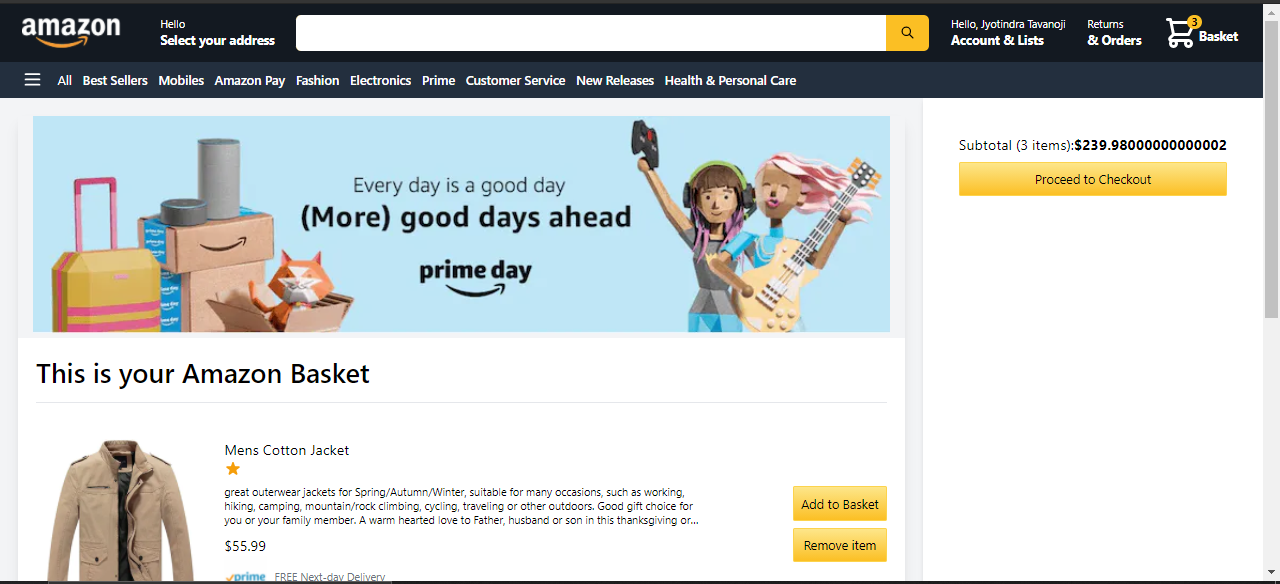 amazon
Hello
Select your address
Hello, Jyotindra Tavanoji
Account & Lists
Returns
& Orders
3
Basket
All Best Sellers Mobiles Amazon Pay Fashion Electronics Prime Customer Service New Releases Health & Personal Care
Every day is a good day
(More) good days ahead
prime day
Subtotal (3 items):$239.98000000000002
Proceed to Checkout
This is your Amazon Basket
Mens Cotton Jacket
great outerwear jackets for Spring/Autumn/Winter, suitable for many occasions, such as working,
hiking, camping, mountain/rock climbing, cycling, traveling or other outdoors. Good gift choice for
you or your family member. A warm hearted love to Father, husband or son in this thanksgiving or...
$55.99
prime FREE Next-day Delivery
Add to Basket
Remove item